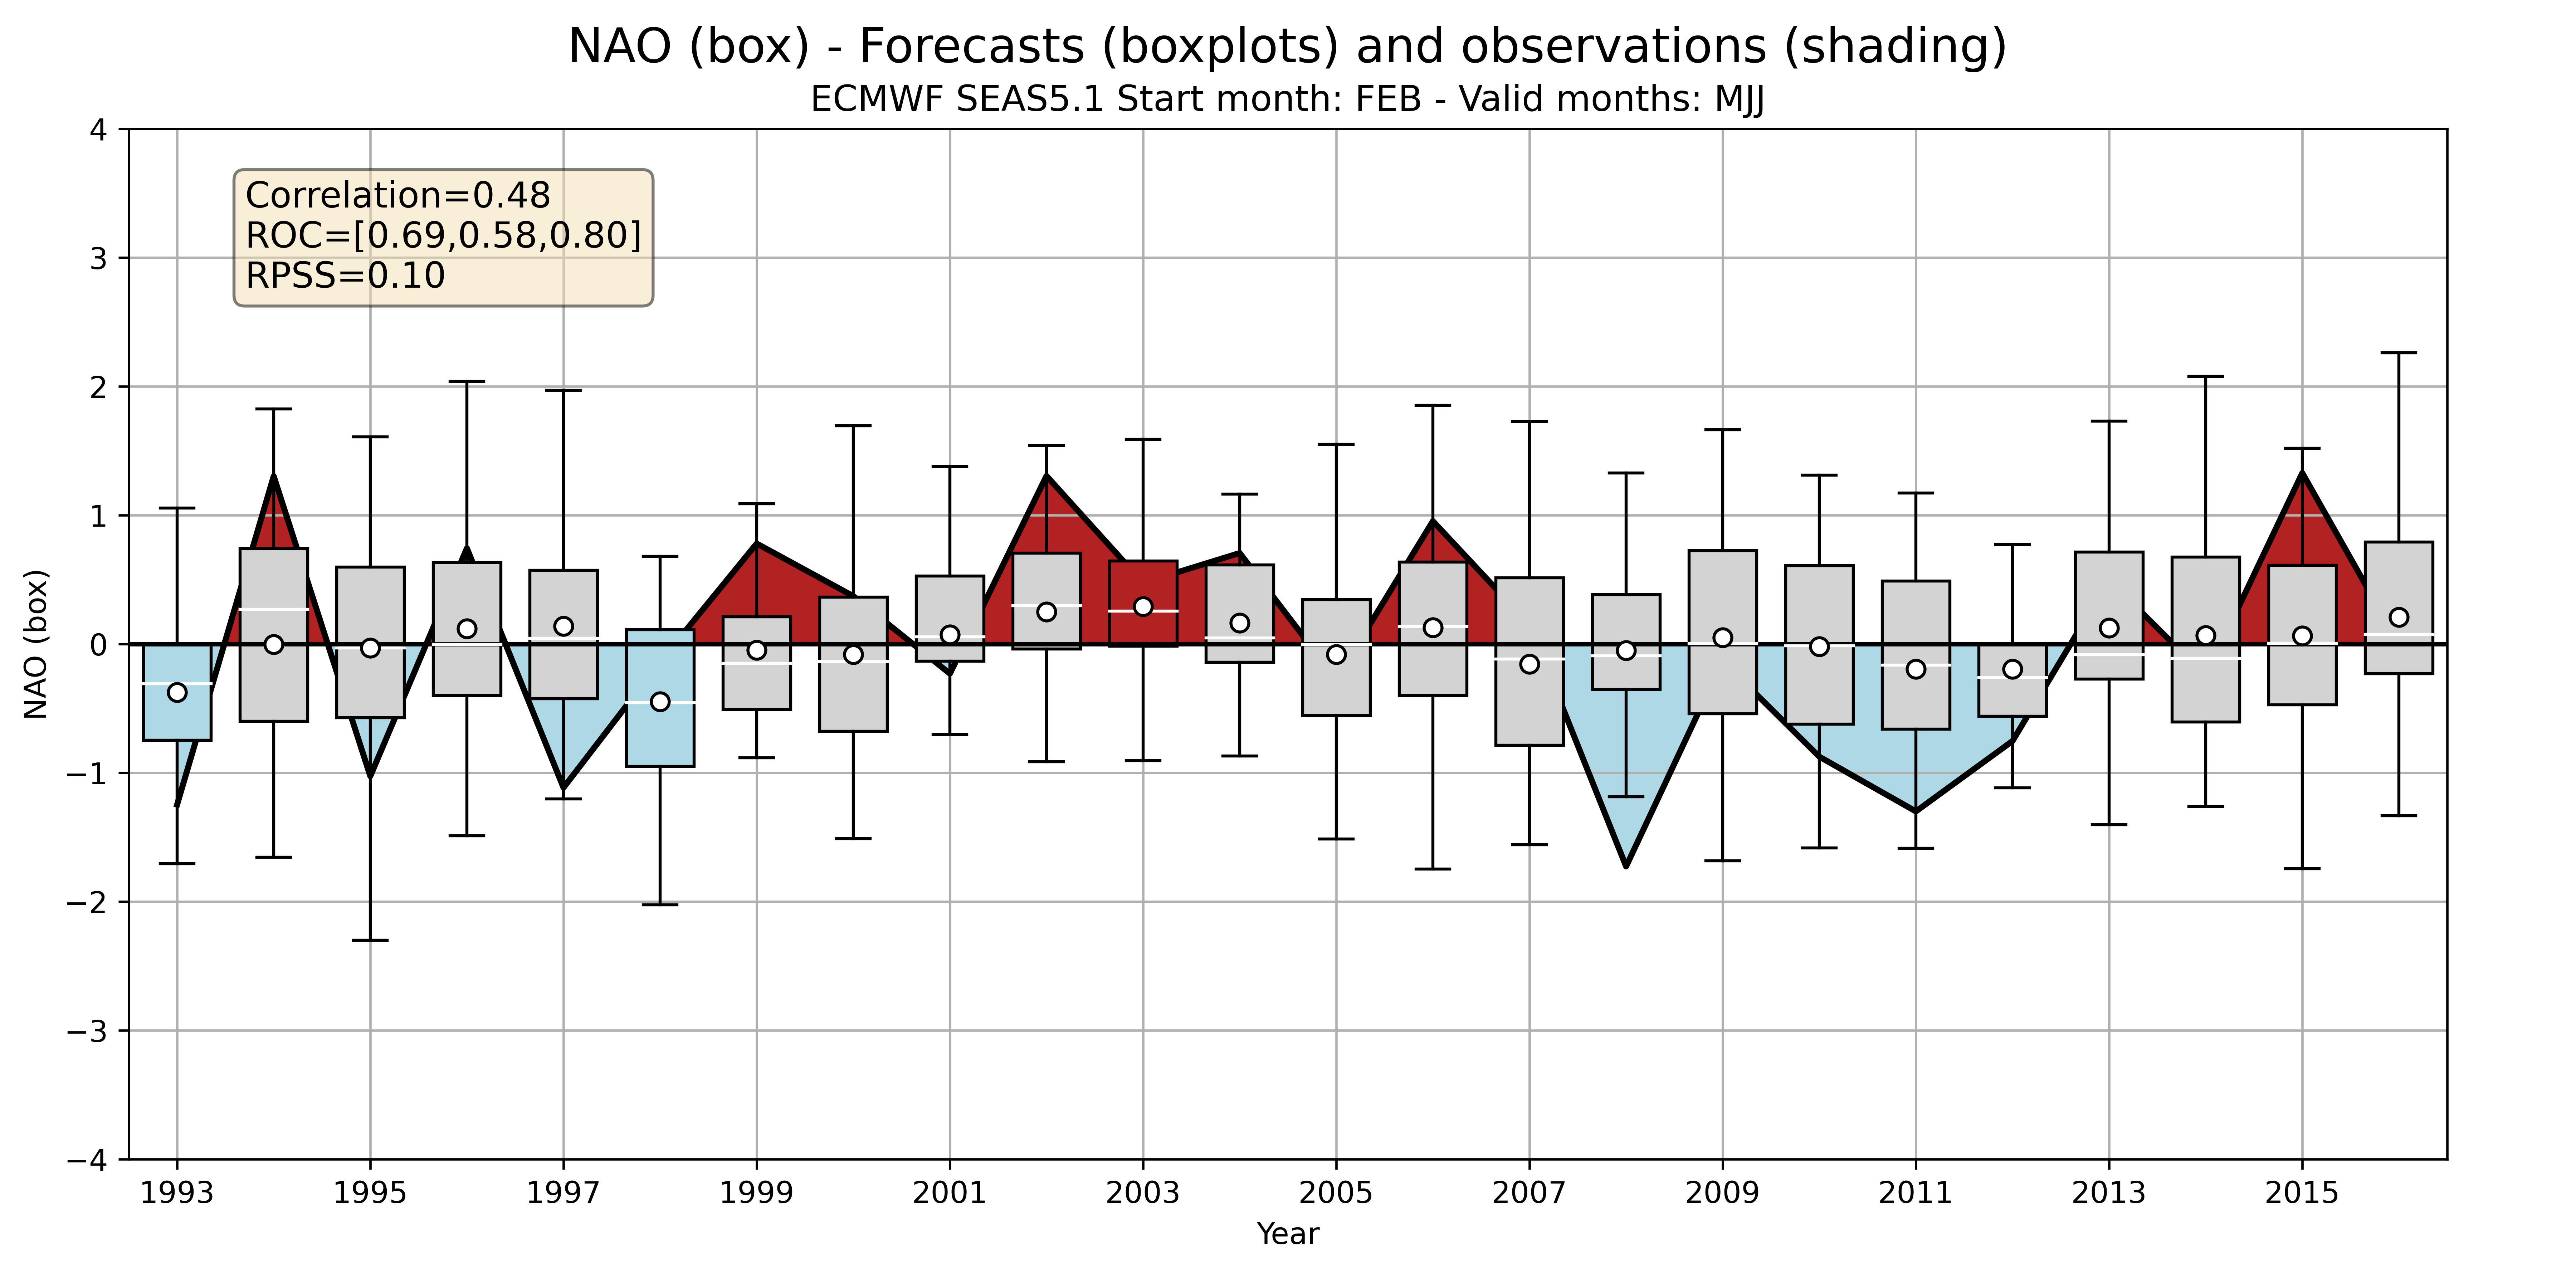 NAO (box) - Forecasts (boxplots) and observations (shading)
ECMWF SEAS5.1 Start month: FEB - Valid months: MJJ
Correlation=0.48
ROC=[0.69,0.58,0.80]
RPSS=0.10
NAO (box)
4
3
2
1
0
−1
−2
−3
−4
1993 1995 1997 1999 2001 2003 2005 2007 2009 2011 2013 2015
Year